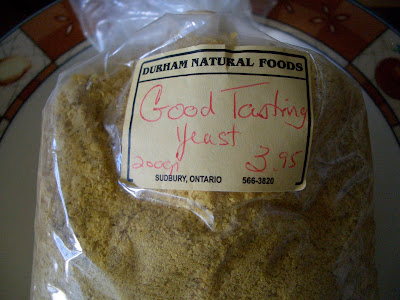 DURHAM NATURAL FOODS
Good Tasting
Yeast
200g 3.95
SUDBURY, ONTARIO 566-3820